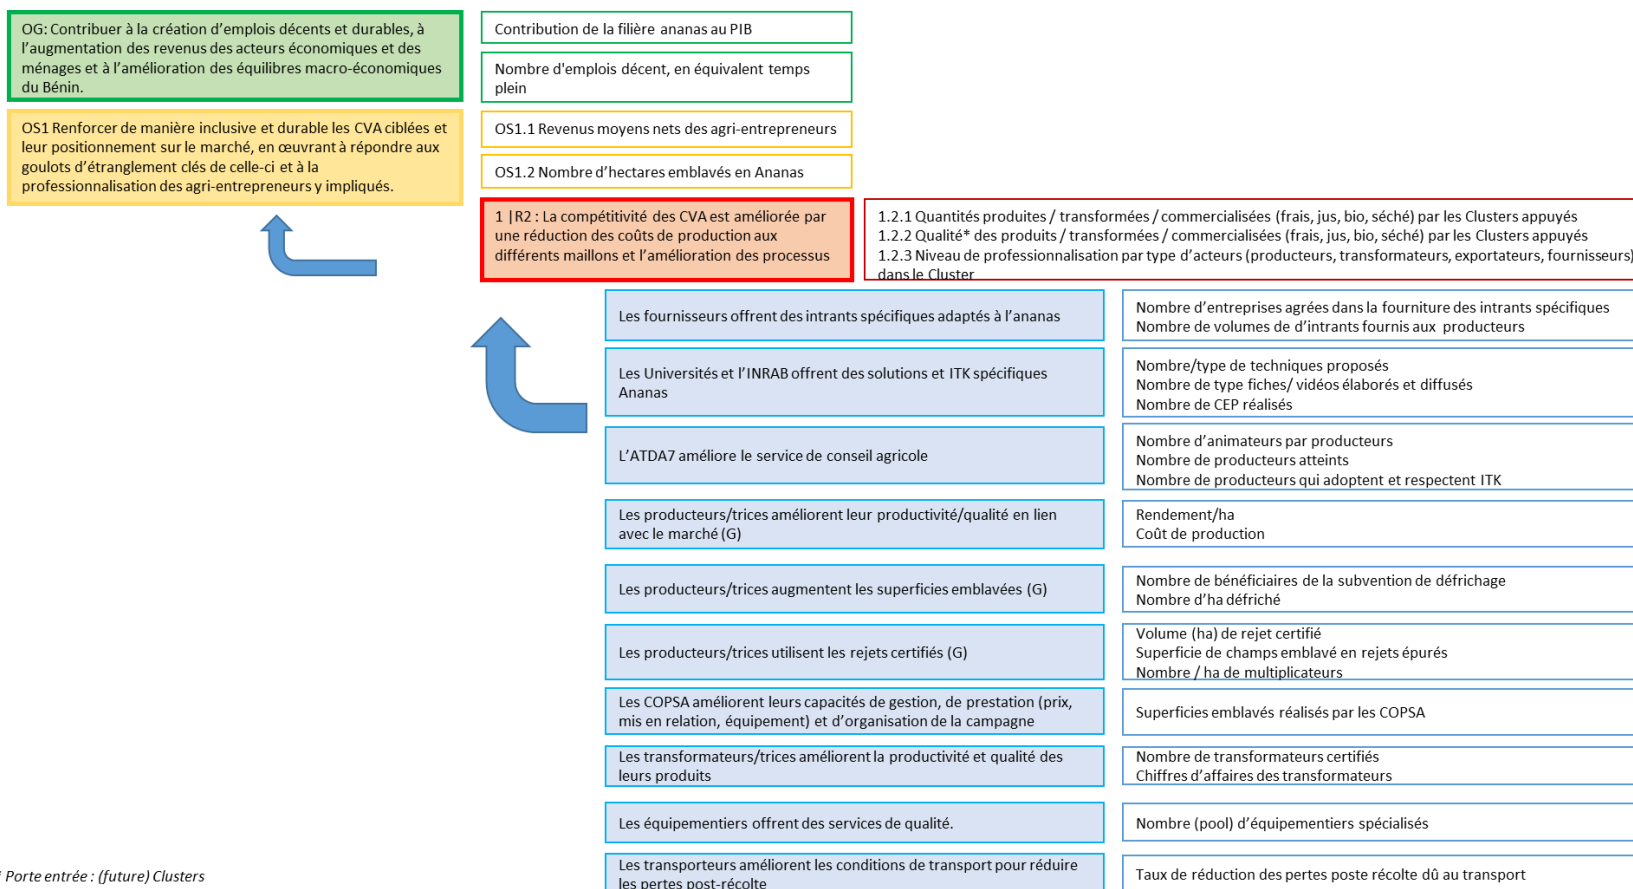 OG: Contribuer à la création d’emplois décents et durables, à
l’augmentation des revenus des acteurs économiques et des
ménages et à l’amélioration des équilibres macro-économiques
du Bénin.
Contribution de la filière ananas au PIB
Nombre d'emplois décent, en équivalent temps
plein
OS1 Renforcer de manière inclusive et durable les CVA ciblées et
leur positionnement sur le marché, en œuvrant à répondre aux
goulots d’étranglement clés de celle-ci et à la
professionnalisation des agri-entrepreneurs y impliqués.
OS1.1 Revenus moyens nets des agri-entrepreneurs
OS1.2 Nombre d’hectares emblavés en Ananas
1 |R2 : La compétitivité des CVA est améliorée par
une réduction des coûts de production aux
différents maillons et l’amélioration des processus
1.2.1 Quantités produites / transformées / commercialisées (frais, jus, bio, séché) par les Clusters appuyés
1.2.2 Qualité* des produits / transformées / commercialisées (frais, jus, bio, séché) par les Clusters appuyés
1.2.3 Niveau de professionnalisation par type d’acteurs (producteurs, transformateurs, exportateurs, fournisseurs)
dans le Cluster
Les fournisseurs offrent des intrants spécifiques adaptés à l’ananas
Nombre d’entreprises agrées dans la fourniture des intrants spécifiques
Nombre de volumes de d’intrants fournis aux producteurs
Les Universités et l’INRAB offrent des solutions et ITK spécifiques
Ananas
Nombre/type de techniques proposés
Nombre de type fiches/ vidéos élaborés et diffusés
Nombre de CEP réalisés
L’ATDA7 améliore le service de conseil agricole
Nombre d’animateurs par producteurs
Nombre de producteurs atteints
Nombre de producteurs qui adoptent et respectent ITK
Les producteurs/trices améliorent leur productivité/qualité en lien
avec le marché (G)
Rendement/ha
Coût de production
Les producteurs/trices augmentent les superficies emblavées (G)
Nombre de bénéficiaires de la subvention de défrichage
Nombre d’ha défriché
Les producteurs/trices utilisent les rejets certifiés (G)
Volume (ha) de rejet certifié
Superficie de champs emblavé en rejets épurés
Nombre / ha de multiplicateurs
Les COPSA améliorent leurs capacités de gestion, de prestation (prix,
mis en relation, équipement) et d’organisation de la campagne
Superficies emblavés réalisés par les COPSA
Les transformateurs/trices améliorent la productivité et qualité des
leurs produits
Nombre de transformateurs certifiés
Chiffres d’affaires des transformateurs
Les équipementiers offrent des services de qualité.
Nombre (pool) d’équipementiers spécialisés
Les transporteurs améliorent les conditions de transport pour réduire
les pertes post-récolte
Taux de réduction des pertes poste récolte dû au transport
* Porte entrée : (future) Clusters